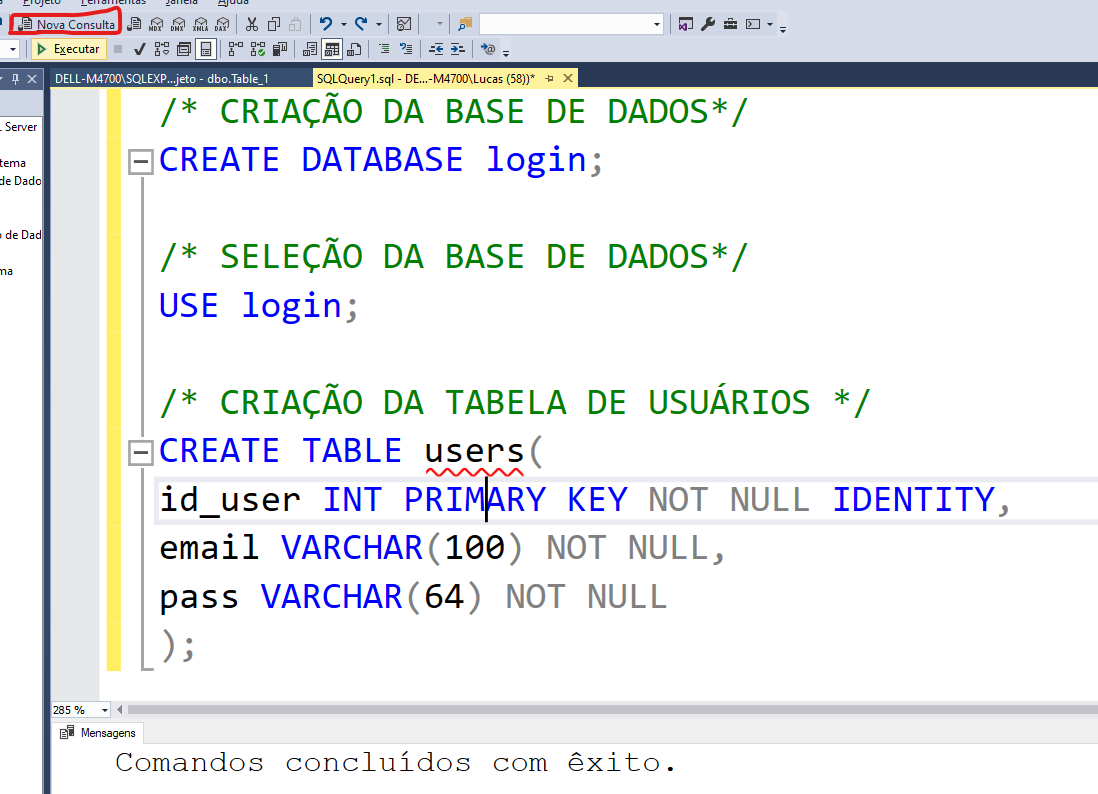 Projeto Ferramentas Janela Ajuda
Nova Consulta
MDX DMX XMLA DAX
Executar
DELL-M4700\SQLEXP...jeto - dbo.Table_1
SQLQuery1.sql - DE...-M4700\Lucas (58))*
Server
tema
de Dado
de Dad
ma
/* CRIAÇÃO DA BASE DE DADOS*/
CREATE DATABASE login;
/* SELEÇÃO DA BASE DE DADOS*/
USE login;
/* CRIAÇÃO DA TABELA DE USUÁRIOS */
CREATE TABLE users(
id_user INT PRIMARY KEY NOT NULL IDENTITY,
email VARCHAR(100) NOT NULL,
pass VARCHAR(64) NOT NULL
);
285 %
Mensagens
Comandos concluídos com êxito.